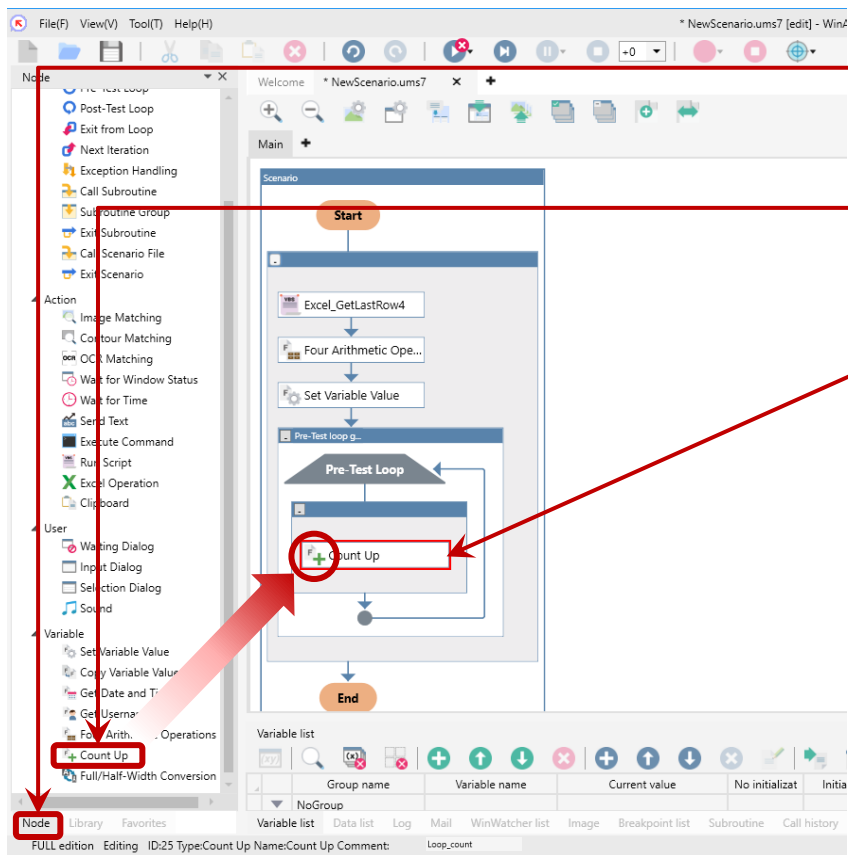 File(F) View(V) Tool(T) Help(H) * NewScenario.ums7 [edit] - WinA
+0
Node
Welcome * NewScenario.ums7
Post-Test Loop
Exit from Loop
Next Iteration
Exception Handling
Call Subroutine
Subroutine Group
Exit Subroutine
Call Scenario File
Exit Scenario
Action
Image Matching
Contour Matching
OCR Matching
Wait for Window Status
Wait for Time
Send Text
Execute Command
Run Script
Excel Operation
Clipboard
User
Waiting Dialog
Input Dialog
Selection Dialog
Sound
Variable
Set Variable Value
Copy Variable Value
Get Date and Ti
Get Userna
Four Arith Operations
Count Up
Full/Half-Width Conversion
Node Library Favorites
Main
Scenario
Start
Excel_GetLastRow4
Four Arithmetic Ope...
Set Variable Value
Pre-Test loop g...
Pre-Test Loop
Count Up
End
Variable list
Group name Variable name Current value No initializat Initia
NoGroup
Variable list Data list Log Mail WinWatcher list Image Breakpoint list Subroutine Call history
FULL edition Editing ID:25 Type:Count Up Name:Count Up Comment: Loop_count